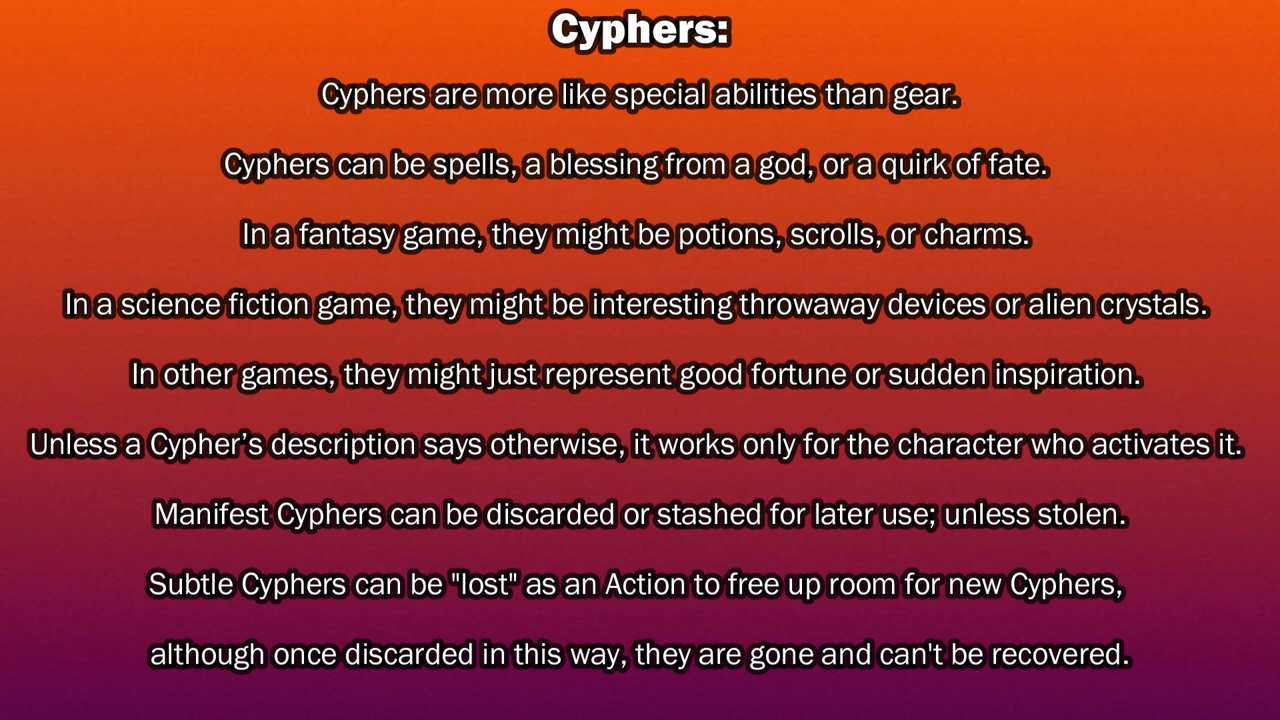 Cyphers:
Cyphers are more like special abilities than gear.
Cyphers can be spells, a blessing from a god, or a quirk of fate.
In a fantasy game, they might be potions, scrolls, or charms.
In a science fiction game, they might be interesting throwaway devices or alien crystals.
In other games, they might just represent good fortune or sudden inspiration.
Unless a Cypher’s description says otherwise, it works only for the character who activates it.
Manifest Cyphers can be discarded or stashed for later use; unless stolen.
Subtle Cyphers can be "lost" as an Action to free up room for new Cyphers,
although once discarded in this way, they are gone and can't be recovered.